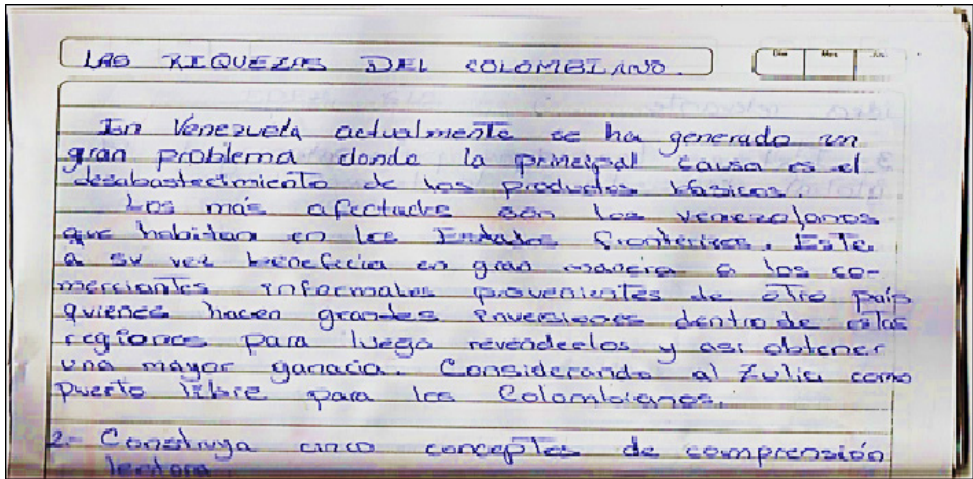 LAS RIQUEZAS DEL COLOMBIANO.
Día Mes Año
En Venezuela actualmente se ha generado un
gran problema donde la principal causa es el
desabastecimiento de los productos básicos.
Los más afectados son los venezolanos
que habitan en los Estados fronterizos. Este
a su vez beneficia en gran manera a los co-
merciantes informales provenientes de otro país
quienes hacen grandes inversiones dentro de estas
regiones para luego revenderlos y asi obtener
una mayor ganacia. Considerando al Zulia como
puerto libre para los Colombianos.
2.- Construya cinco conceptos de comprensión
lectora.